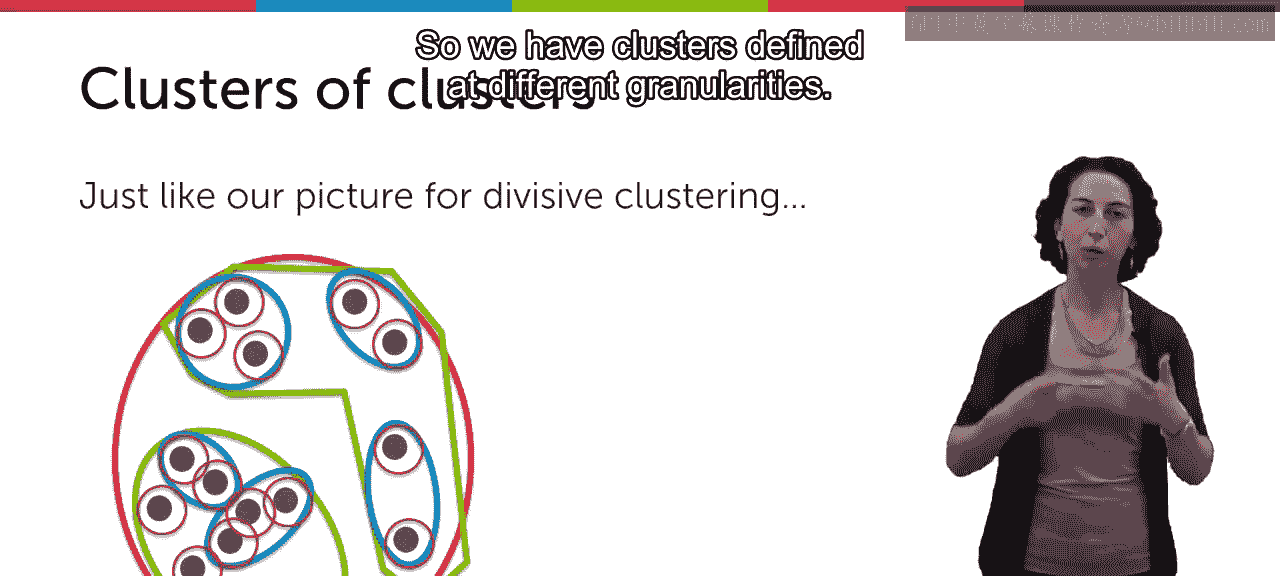 So we have clusters defined
at different granularities.
Clusters of clusters
Just like our picture for divisive clustering...